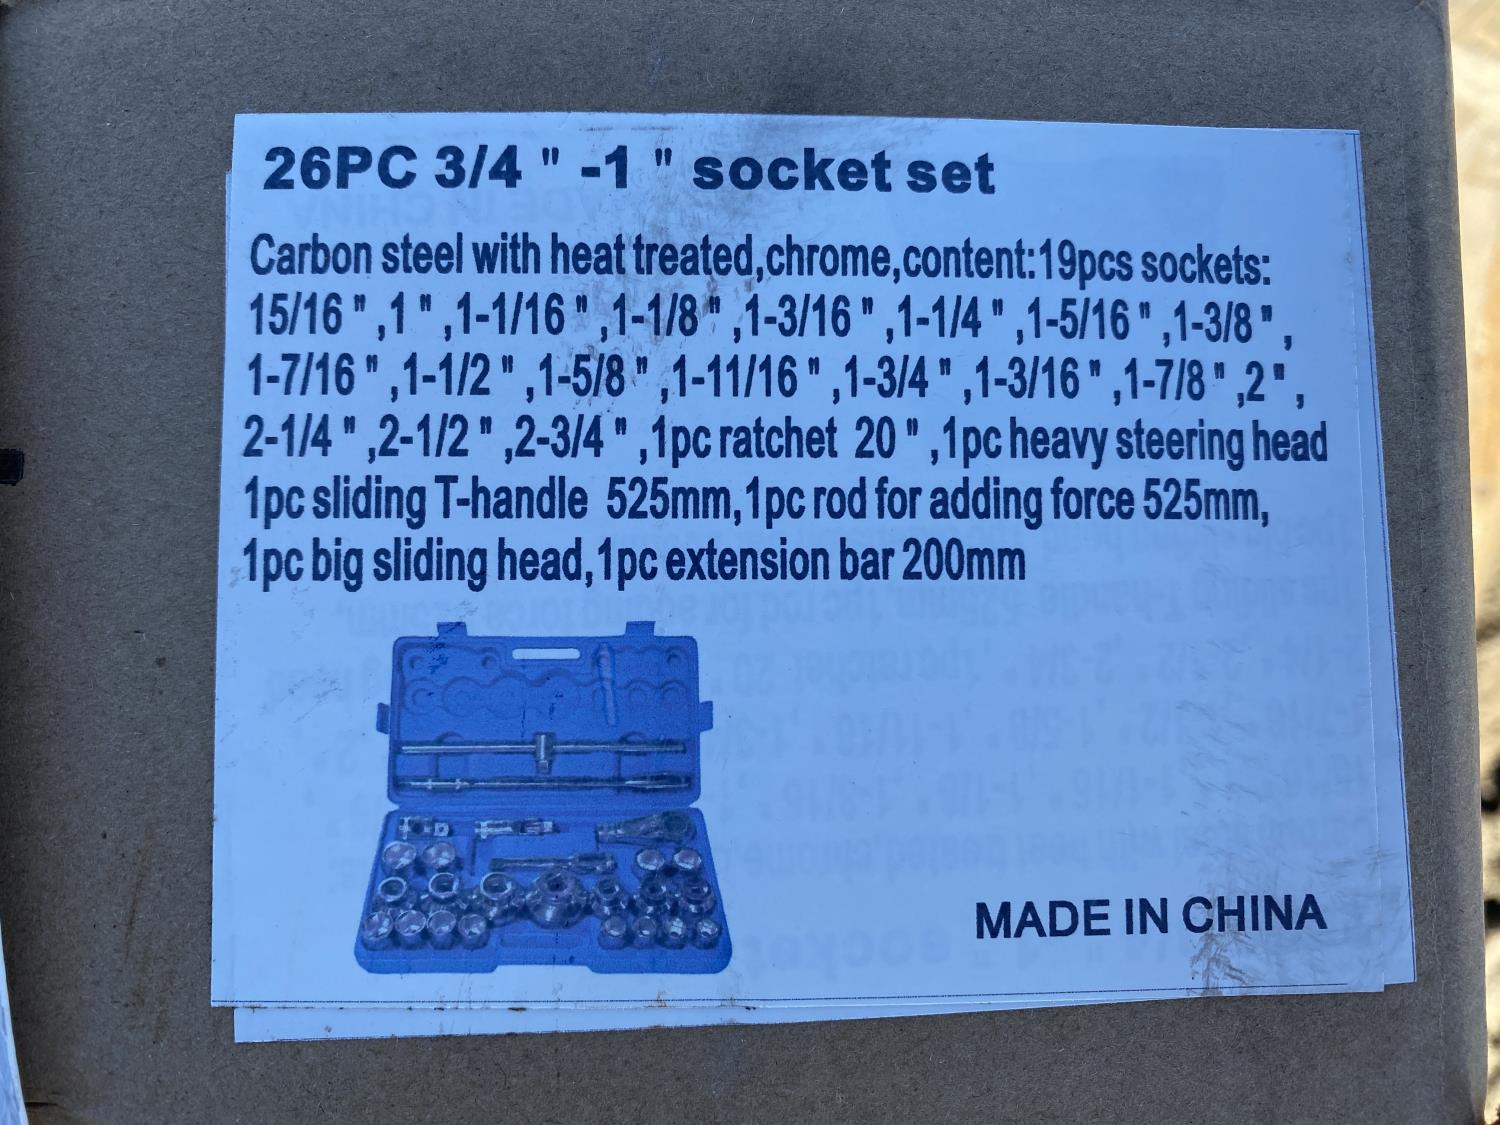 26PC 3/4 " -1 " socket set
Carbon steel with heat treated,chrome,content:19pcs sockets:
15/16 " ,1 " ,1-1/16 " ,1-1/8 " ,1-3/16 " ,1-1/4 " ,1-5/16 " ,1-3/8 " ,
1-7/16 " ,1-1/2 " ,1-5/8 " ,1-11/16 " ,1-3/4 " ,1-3/16 " ,1-7/8 " ,2 " ,
2-1/4 " ,2-1/2 " ,2-3/4 " ,1pc ratchet 20 " ,1pc heavy steering head
1pc sliding T-handle 525mm,1pc rod for adding force 525mm,
1pc big sliding head,1pc extension bar 200mm
MADE IN CHINA